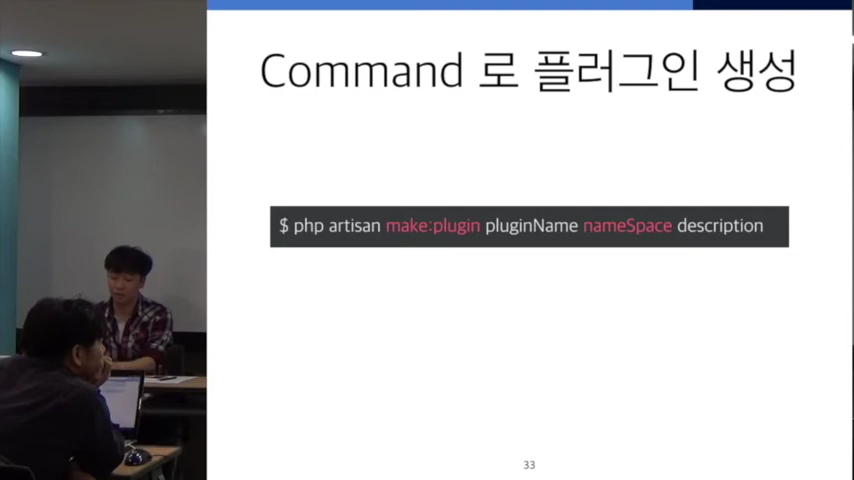 Command 로 플러그인 생성
$ php artisan make:plugin pluginName nameSpace description
33